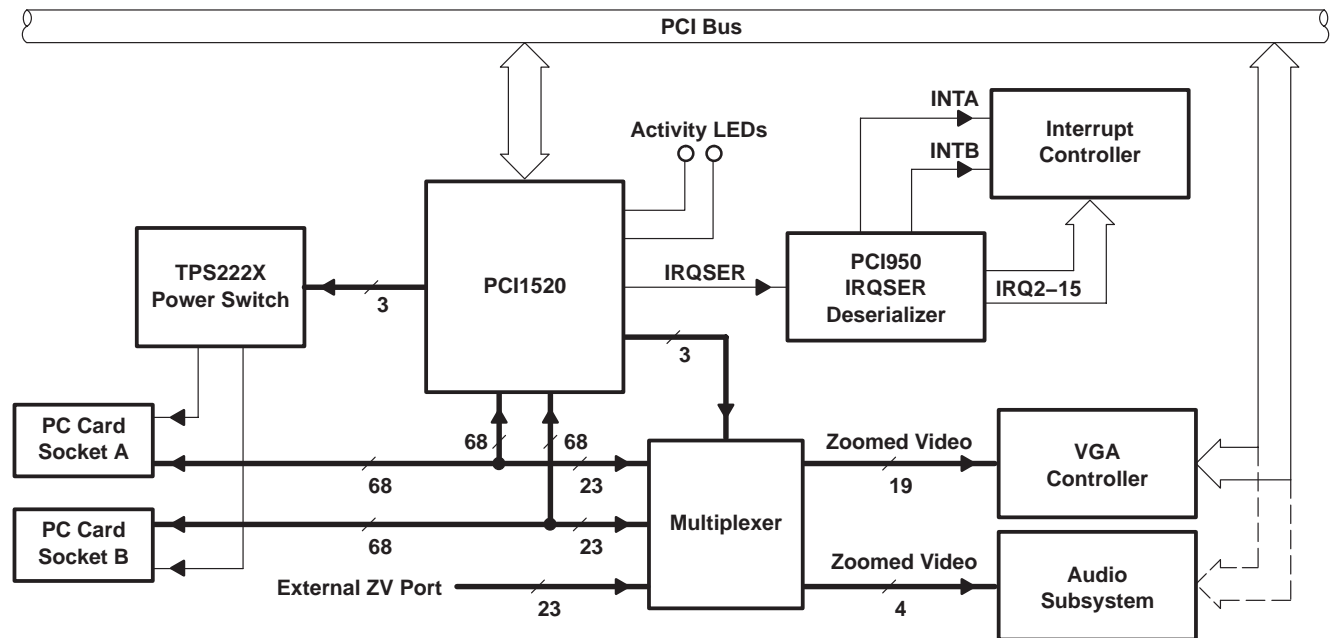 PCI Bus
Activity LEDs
INTA
INTB
Interrupt
Controller
TPS222X
Power Switch
3
PCI1520
IRQSER
PCI950
IRQSER
Deserializer
IRQ2–15
3
PC Card
Socket A
68
68
68
23
Zoomed Video
19
VGA
Controller
PC Card
Socket B
68
23
Multiplexer
External ZV Port
23
Zoomed Video
4
Audio
Subsystem